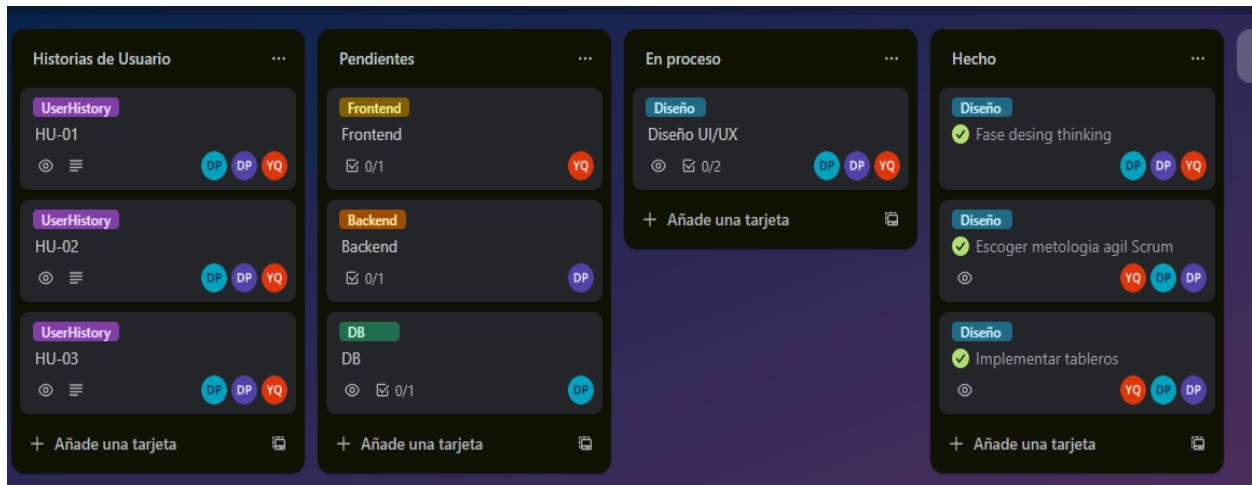 Historias de Usuario
UserHistory
HU-01
DP DP YQ
UserHistory
HU-02
DP DP YQ
UserHistory
HU-03
DP DP YQ
+ Añade una tarjeta
Pendientes
Frontend
Frontend
0/1 YQ
Backend
Backend
0/1 DP
DB
DB
0/1 DP
+ Añade una tarjeta
En proceso
Diseño
Diseño UI/UX
0/2 DP DP YQ
+ Añade una tarjeta
Hecho
Diseño
Fase desing thinking
DP DP YQ
Diseño
Escoger metologia agil Scrum
YQ DP DP
Diseño
Implementar tableros
YQ DP DP
+ Añade una tarjeta